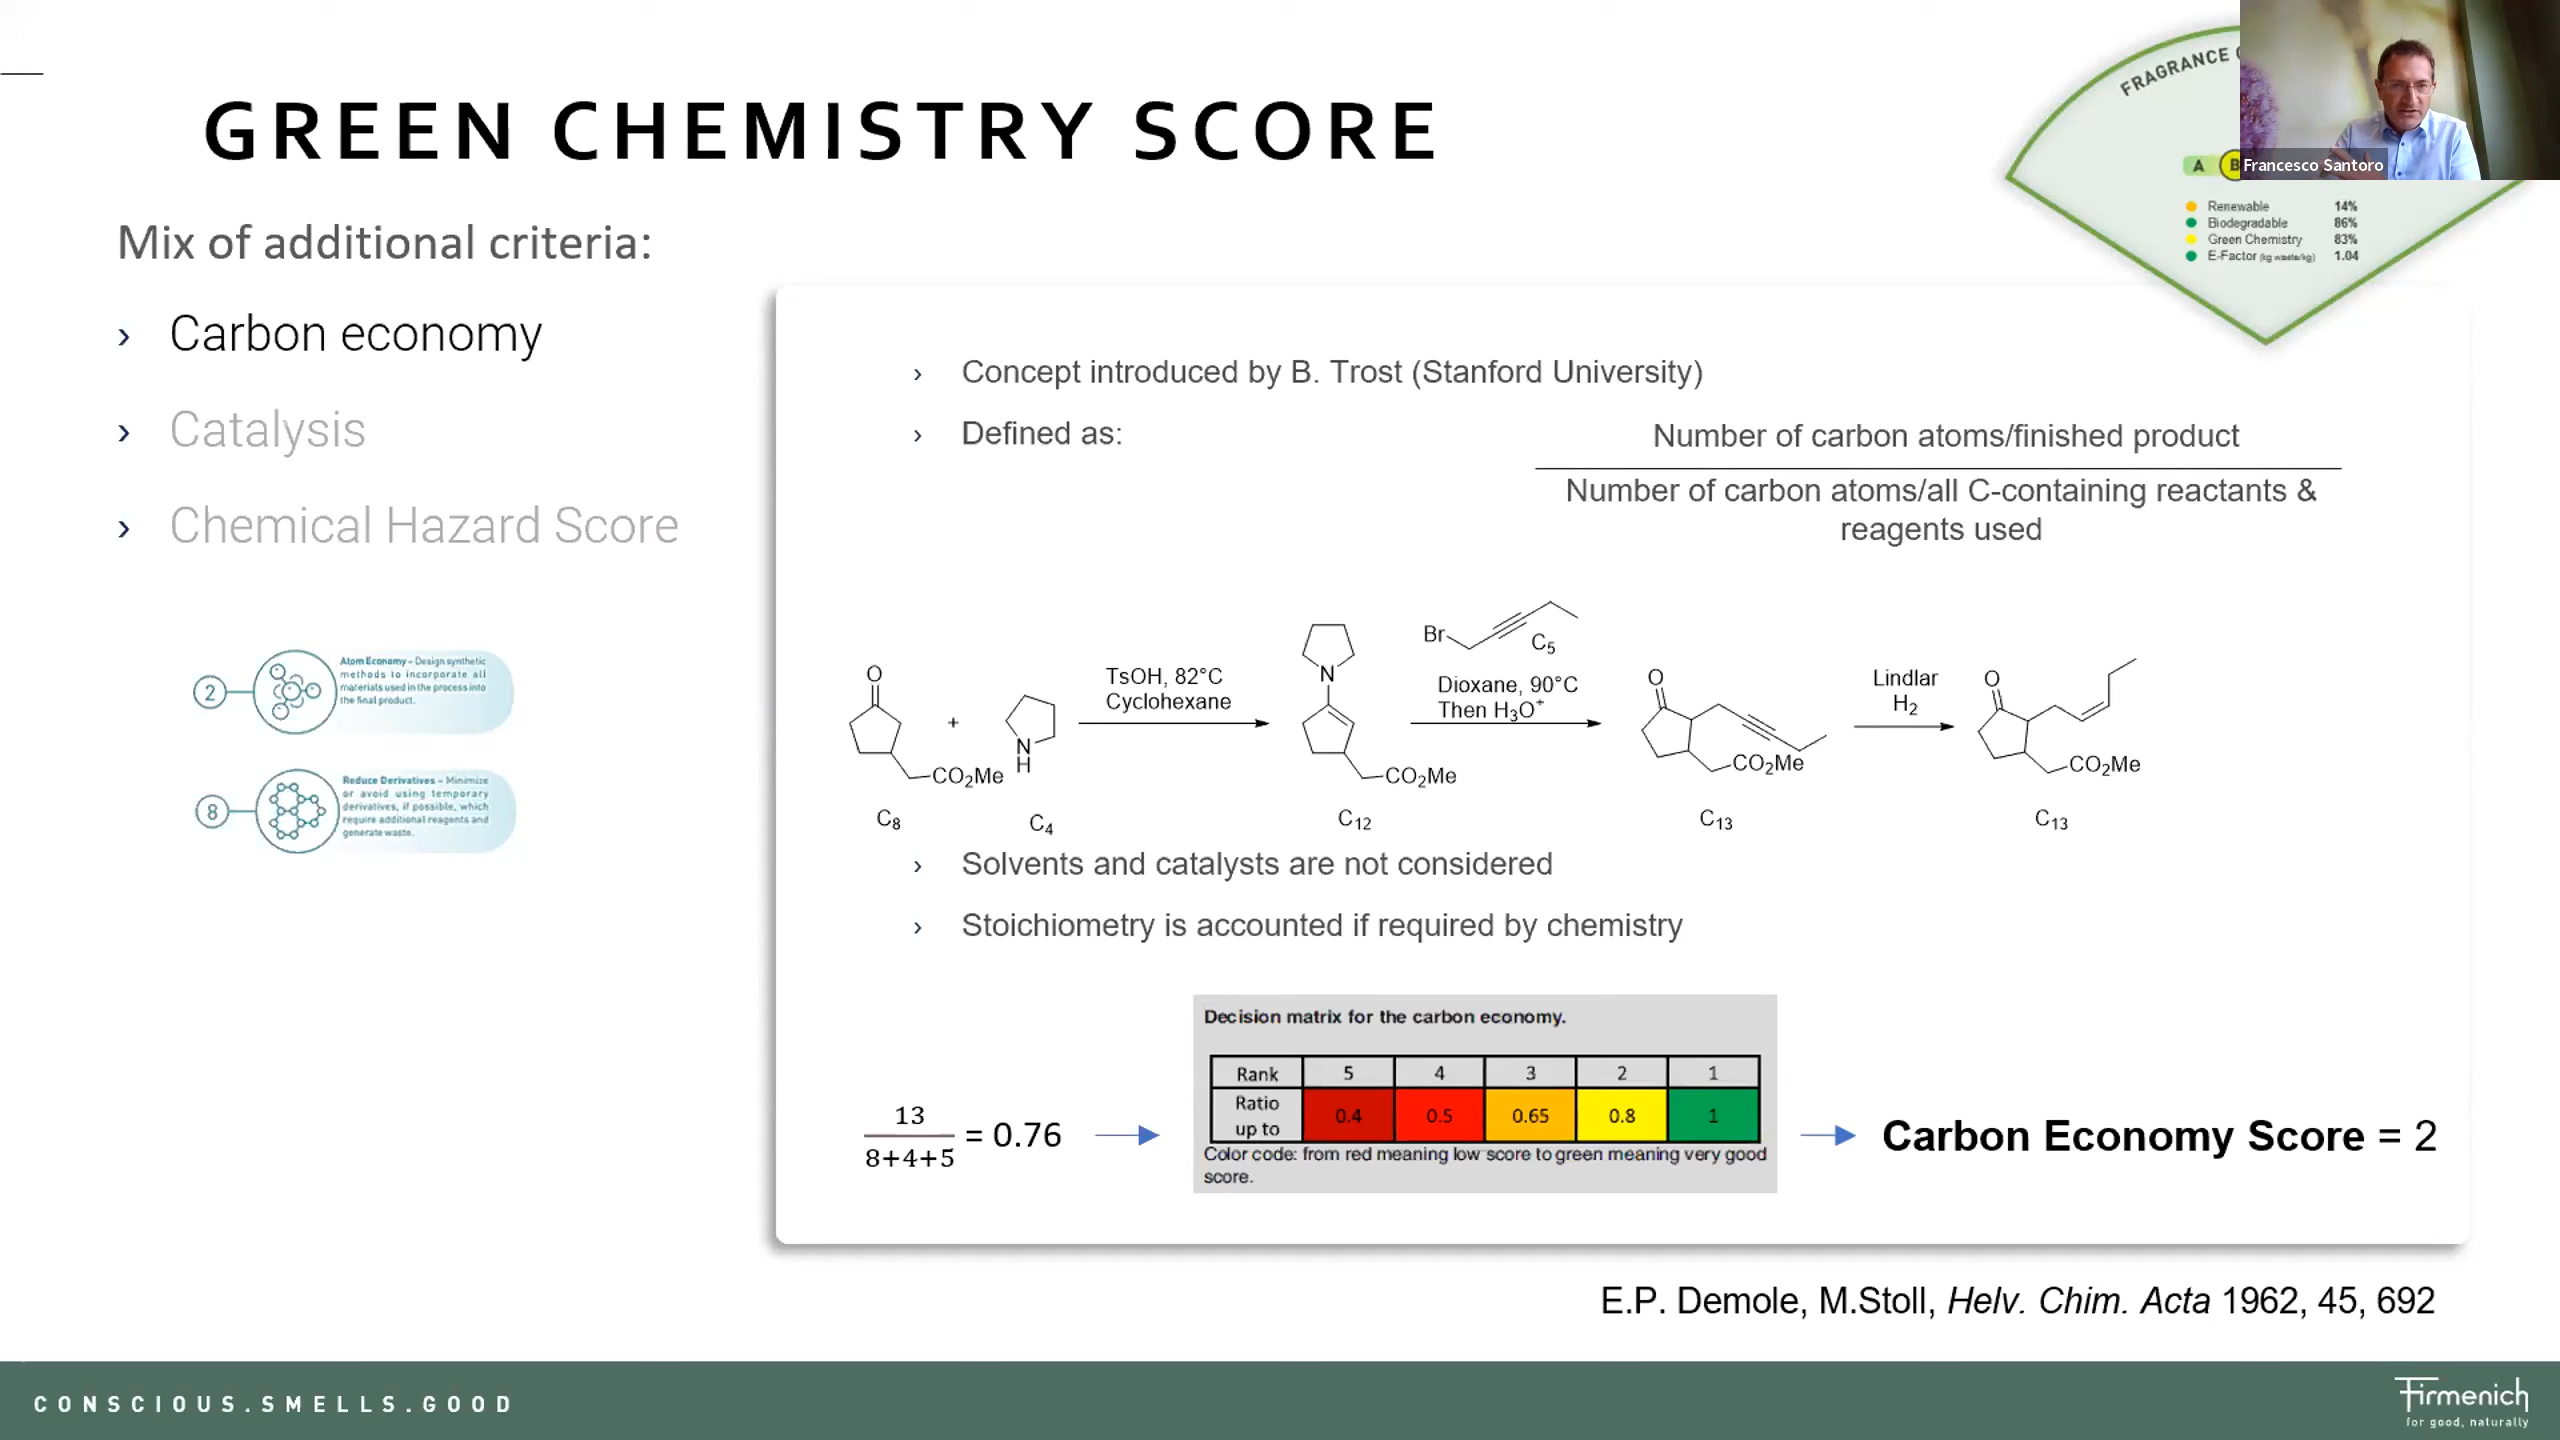 GREEN CHEMISTRY SCORE
FRAGRANCE
A B
Francesco Santoro
Renewable 14%
Biodegradable 86%
Green Chemistry 83%
E-Factor (kg waste/kg) 1.04
Mix of additional criteria:
› Carbon economy
› Catalysis
› Chemical Hazard Score
2
Atom Economy – Design synthetic
methods to incorporate all
materials used in the process into
the final product.
8
Reduce Derivatives – Minimize
or avoid using temporary
derivatives, if possible, which
require additional reagents and
generate waste.
› Concept introduced by B. Trost (Stanford University)
› Defined as:
Number of carbon atoms/finished product
Number of carbon atoms/all C-containing reactants &
reagents used
O
CO₂Me
C₈
+
N
H
C₄
TsOH, 82°C
Cyclohexane
N
CO₂Me
C₁₂
Br
C₅
Dioxane, 90°C
Then H₃O⁺
O
CO₂Me
C₁₃
Lindlar
H₂
O
CO₂Me
C₁₃
› Solvents and catalysts are not considered
› Stoichiometry is accounted if required by chemistry
13
8+4+5
= 0.76
Decision matrix for the carbon economy.
Rank 5 4 3 2 1
Ratio
up to 0.4 0.5 0.65 0.8 1
Color code: from red meaning low score to green meaning very good
score.
Carbon Economy Score = 2
E.P. Demole, M.Stoll, Helv. Chim. Acta 1962, 45, 692
CONSCIOUS.SMELLS.GOOD
Firmenich
for good, naturally